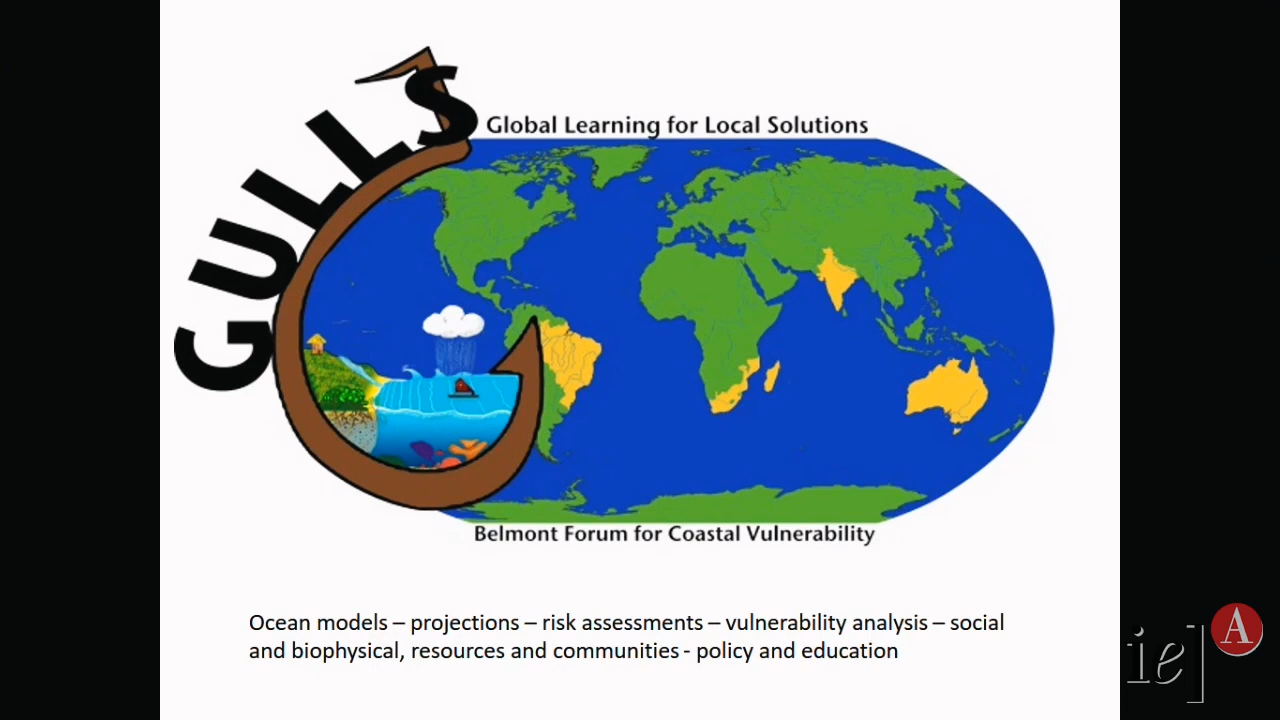 GULLS
Global Learning for Local Solutions
Belmont Forum for Coastal Vulnerability
Ocean models – projections – risk assessments – vulnerability analysis – social
and biophysical, resources and communities - policy and education
A
ie]